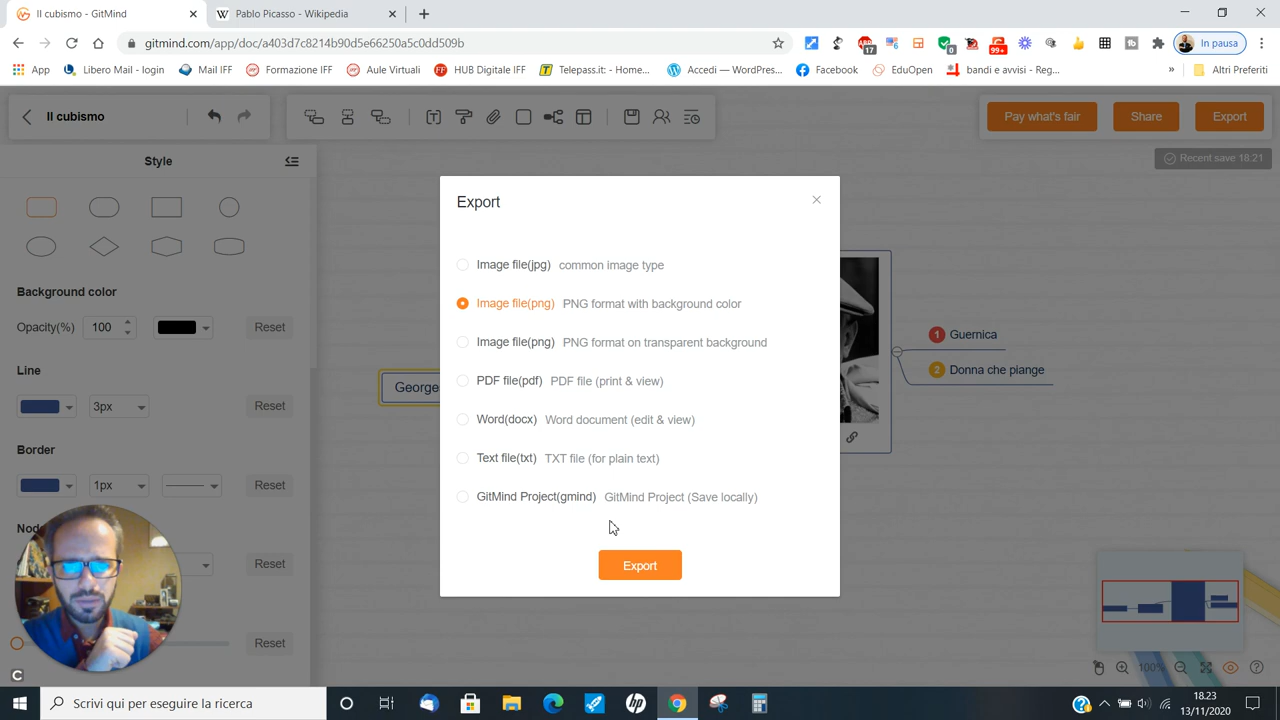 Il cubismo - GitMind
Pablo Picasso - Wikipedia
gitmind.com/app/doc/a403d7f8214b90d5e66250a5c0dd509b
In pausa
App
Libero Mail - login
Mail IFF
Formazione IFF
Aule Virtuali
HUB Digitale IFF
Telepass.it: - Home...
Accedi — WordPres...
Facebook
EduOpen
bandi e avvisi - Reg...
»
Altri Preferiti
Il cubismo
Pay what's fair
Share
Export
Recent save 18:21
Style
Background color
Opacity(%) 100
Reset
Line
3px
Reset
Border
1px
Reset
Reset
Reset
George
Export
Image file(jpg) common image type
Image file(png) PNG format with background color
Image file(png) PNG format on transparent background
PDF file(pdf) PDF file (print & view)
Word(docx) Word document (edit & view)
Text file(txt) TXT file (for plain text)
GitMind Project(gmind) GitMind Project (Save locally)
Export
1 Guernica
2 Donna che piange
100%
Scrivi qui per eseguire la ricerca
18.23
13/11/2020